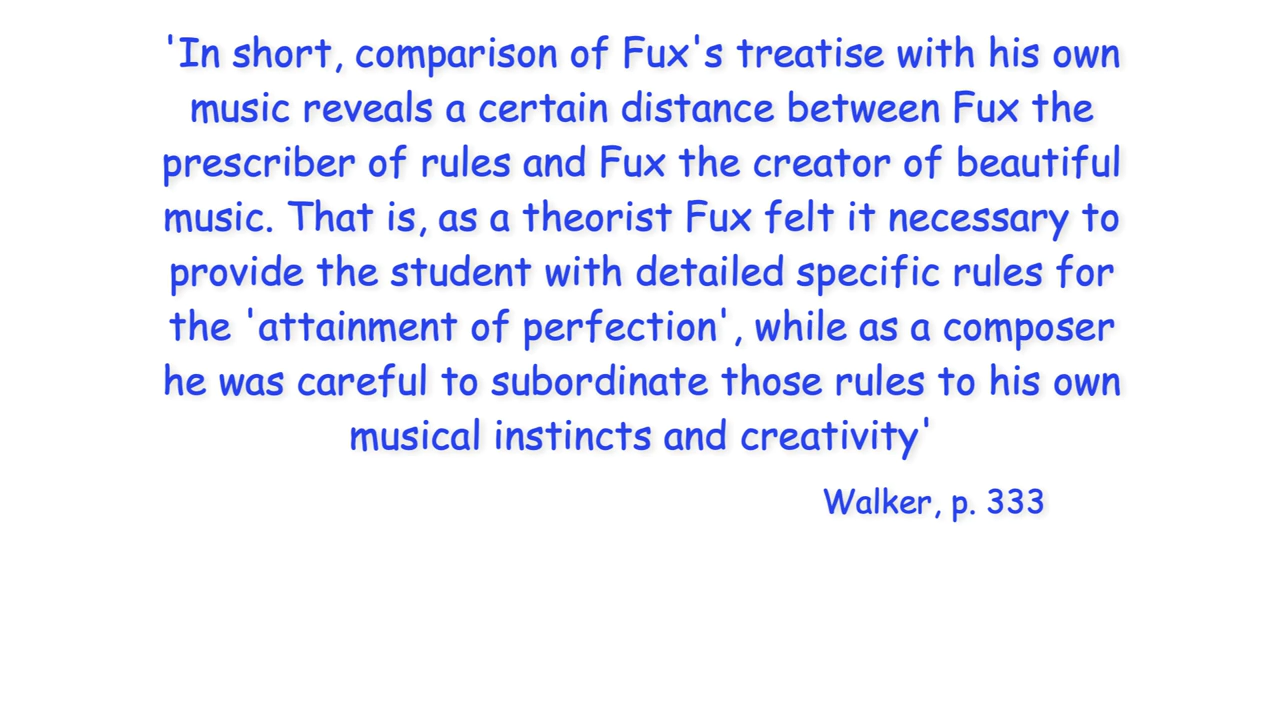 'In short, comparison of Fux's treatise with his own
music reveals a certain distance between Fux the
prescriber of rules and Fux the creator of beautiful
music. That is, as a theorist Fux felt it necessary to
provide the student with detailed specific rules for
the 'attainment of perfection', while as a composer
he was careful to subordinate those rules to his own
musical instincts and creativity'
Walker, p. 333